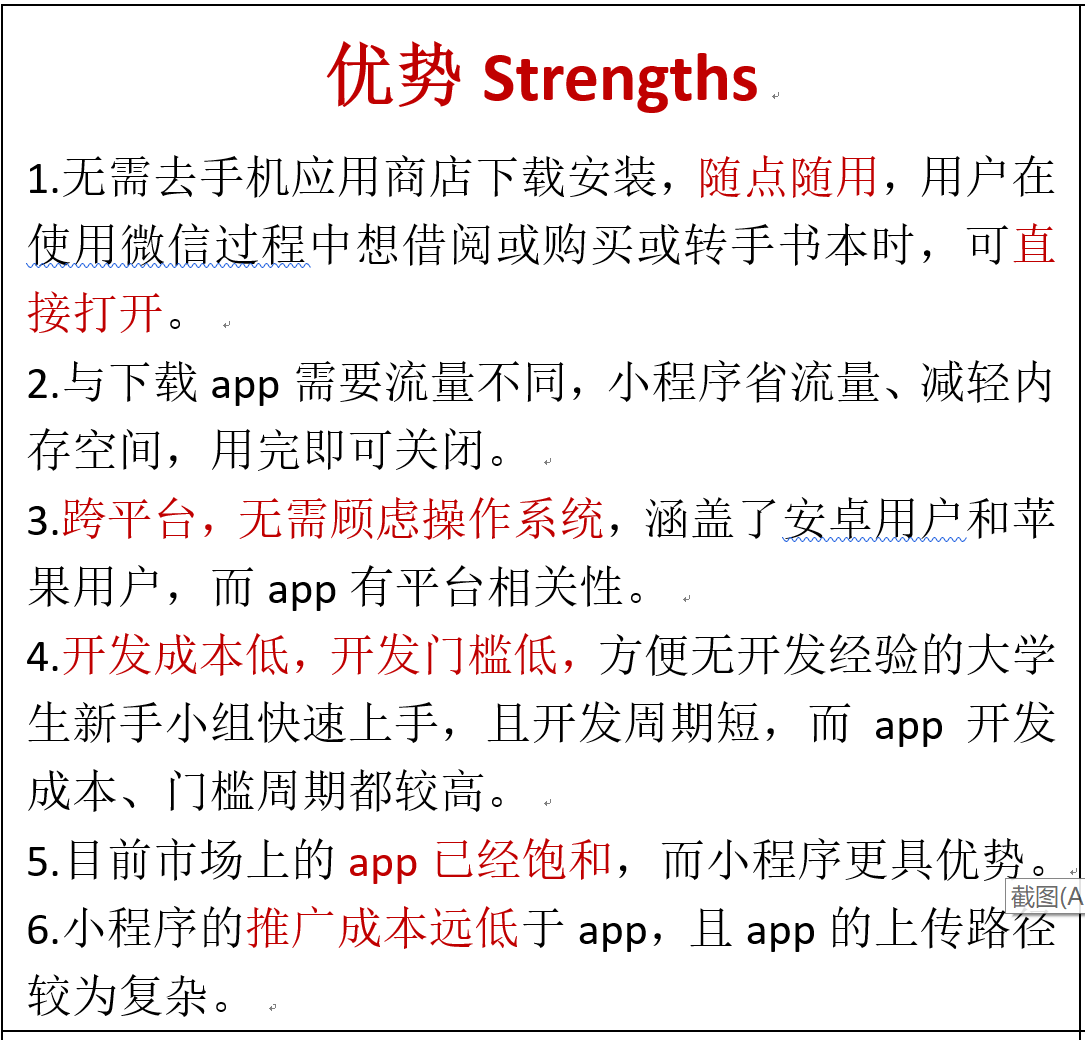 优势 Strengths
1.无需去手机应用商店下载安装，随点随用，用户在
使用微信过程中想借阅或购买或转手书本时，可直
接打开。
2.与下载 app 需要流量不同，小程序省流量、减轻内
存空间，用完即可关闭。
3.跨平台，无需顾虑操作系统，涵盖了安卓用户和苹
果用户，而 app 有平台相关性。
4.开发成本低，开发门槛低，方便无开发经验的大学
生新手小组快速上手，且开发周期短，而 app 开发
成本、门槛周期都较高。
5.目前市场上的 app 已经饱和，而小程序更具优势。
截图(A
6.小程序的推广成本远低于 app，且 app 的上传路径
较为复杂。